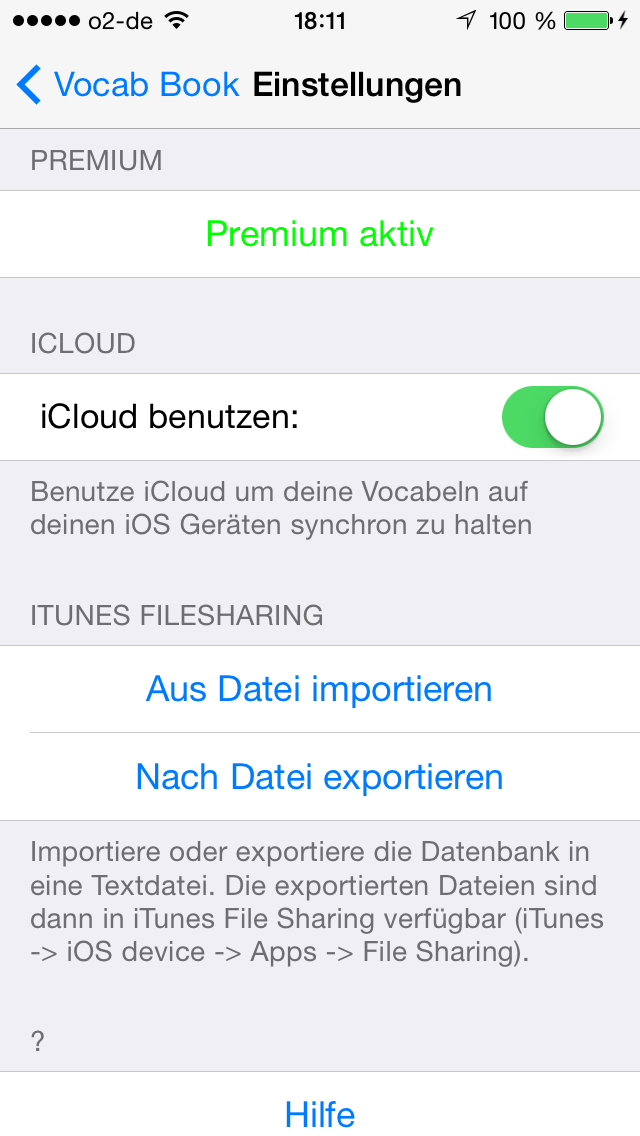 o2-de 18:11 100 %
Vocab Book Einstellungen
PREMIUM
Premium aktiv
ICLOUD
iCloud benutzen:
Benutze iCloud um deine Vocabeln auf
deinen iOS Geräten synchron zu halten
ITUNES FILESHARING
Aus Datei importieren
Nach Datei exportieren
Importiere oder exportiere die Datenbank in
eine Textdatei. Die exportierten Dateien sind
dann in iTunes File Sharing verfügbar (iTunes
-> iOS device -> Apps -> File Sharing).
?
Hilfe